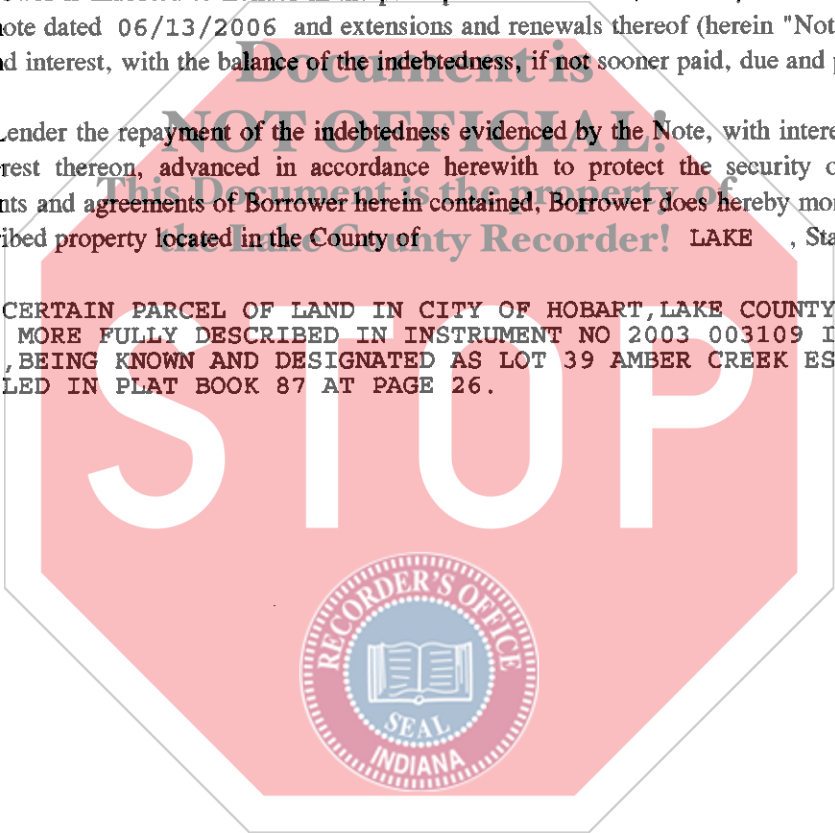 note dated 06/13/2006 and extensions and renewals thereof (herein "Not
nd interest, with the balance of the indebtedness, if not sooner paid, due and
Document is
NOT OFFICIAL!
This Document is the property of
the Lake County Recorder!
Lender the repayment of the indebtedness evidenced by the Note, with intere
rest thereon, advanced in accordance herewith to protect the security
nts and agreements of Borrower herein contained, Borrower does hereby mor
ribed property located in the County of LAKE , Sta
CERTAIN PARCEL OF LAND IN CITY OF HOBART,LAKE COUNTY
MORE FULLY DESCRIBED IN INSTRUMENT NO 2003 003109 I
,BEING KNOWN AND DESIGNATED AS LOT 39 AMBER CREEK ES
LED IN PLAT BOOK 87 AT PAGE 26.
STOP
RECORDER'S OFFICE
SEAL
INDIANA